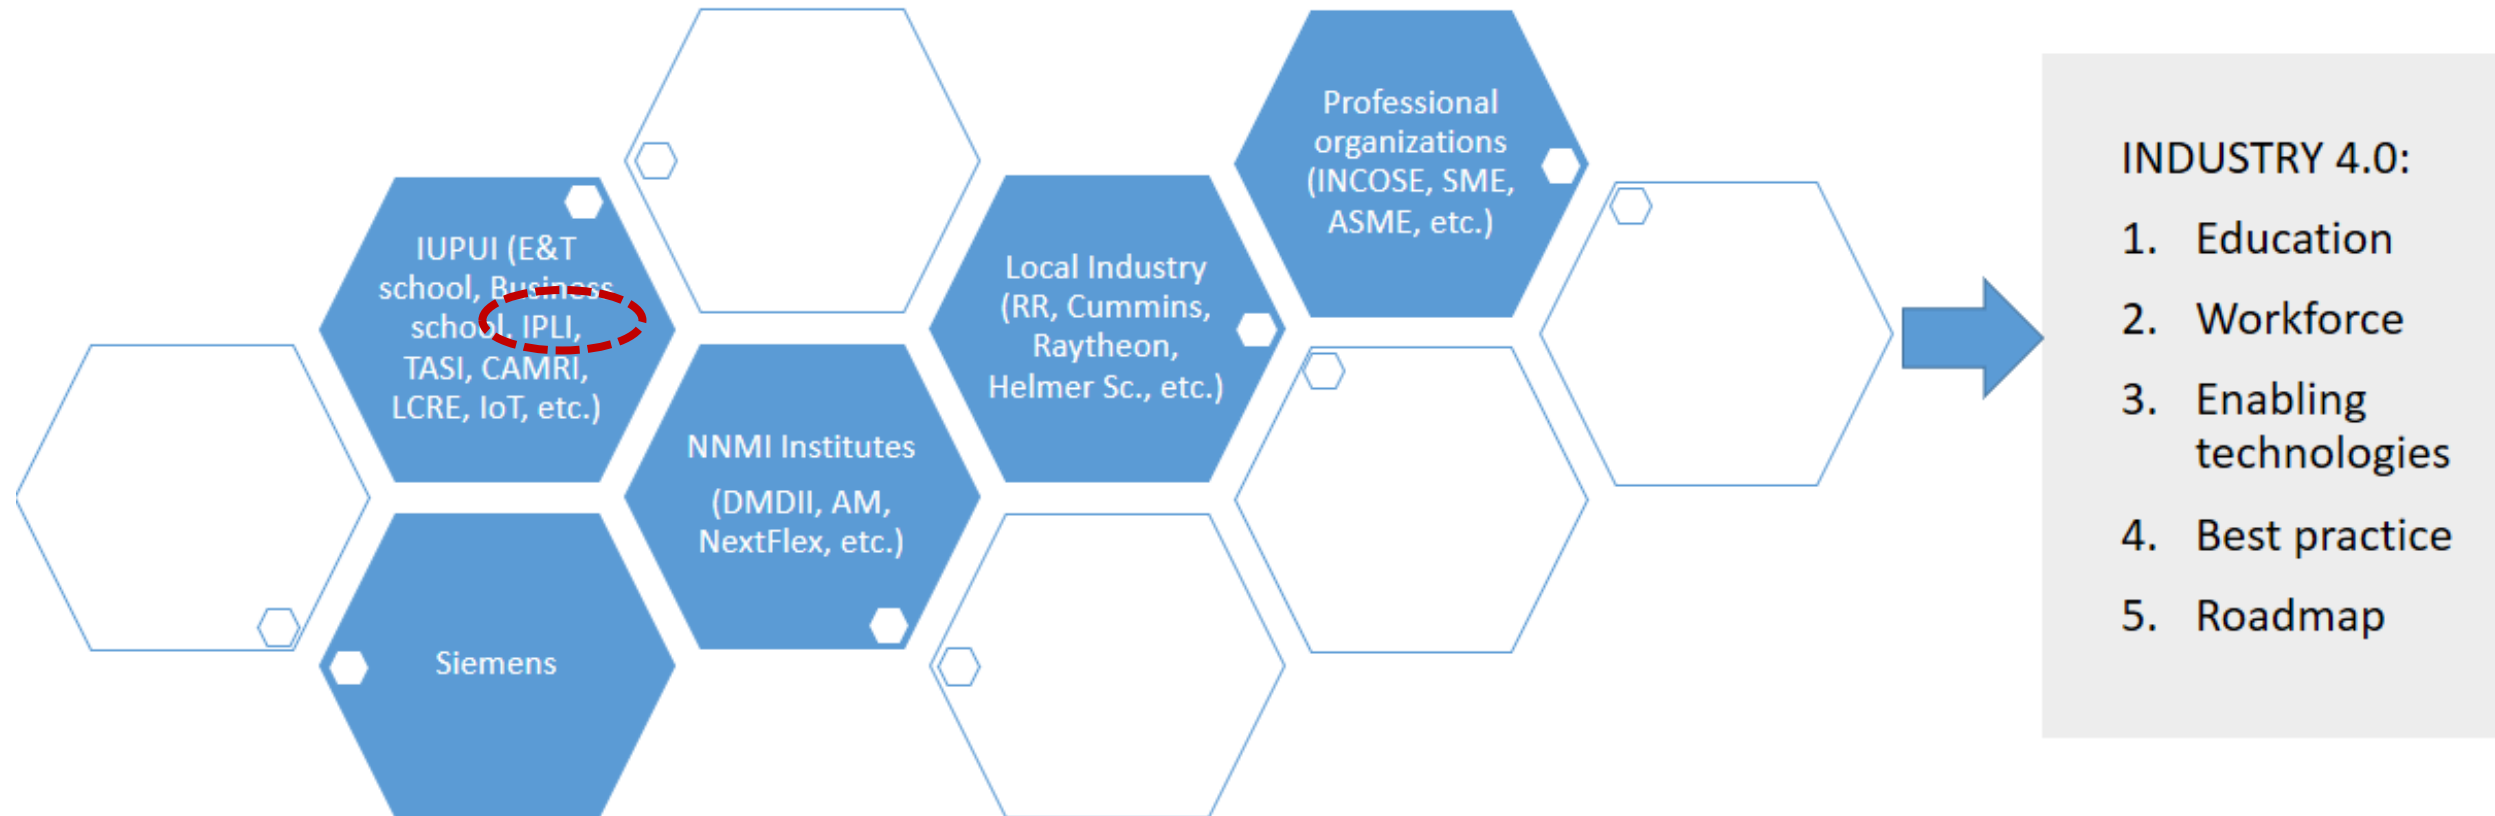 IUPUI (E&T
school, Business
school, IPLI,
TASI, CAMRI,
LCRE, IoT, etc.)
Siemens
NNMI Institutes
(DMDII, AM,
NextFlex, etc.)
Local Industry
(RR, Cummins,
Raytheon,
Helmer Sc., etc.)
Professional
organizations
(INCOSE, SME,
ASME, etc.)
INDUSTRY 4.0:
1. Education
2. Workforce
3. Enabling
technologies
4. Best practice
5. Roadmap